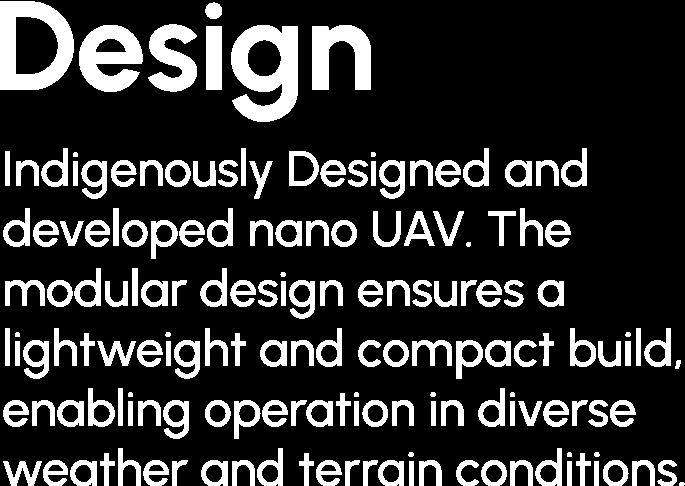 Design
Indigenously Designed and
developed nano UAV. The
modular design ensures a
lightweight and compact build,
enabling operation in diverse
weather and terrain conditions.